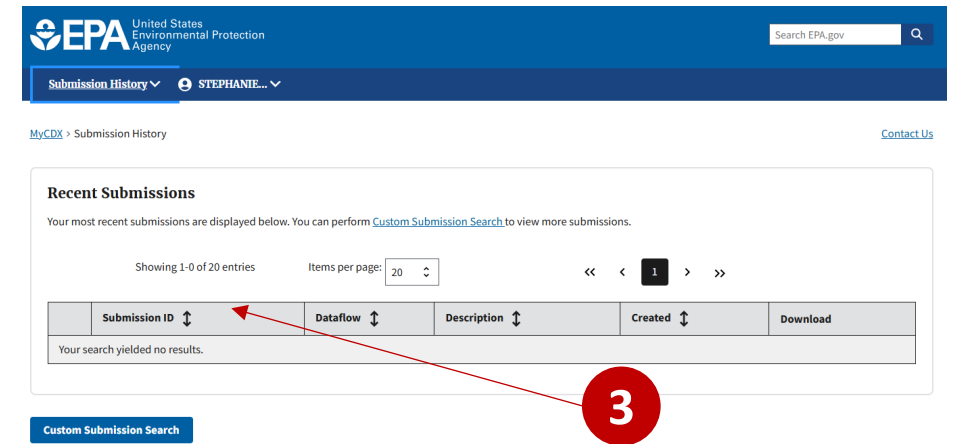 EPA United States
Environmental Protection
Agency
Search EPA.gov
Submission History STEPHANIE...
MyCDX > Submission History Contact Us
Recent Submissions
Your most recent submissions are displayed below. You can perform Custom Submission Search to view more submissions.
Showing 1-0 of 20 entries Items per page: 20 « ‹ 1 › »
Submission ID Dataflow Description Created Download
Your search yielded no results.
3
Custom Submission Search